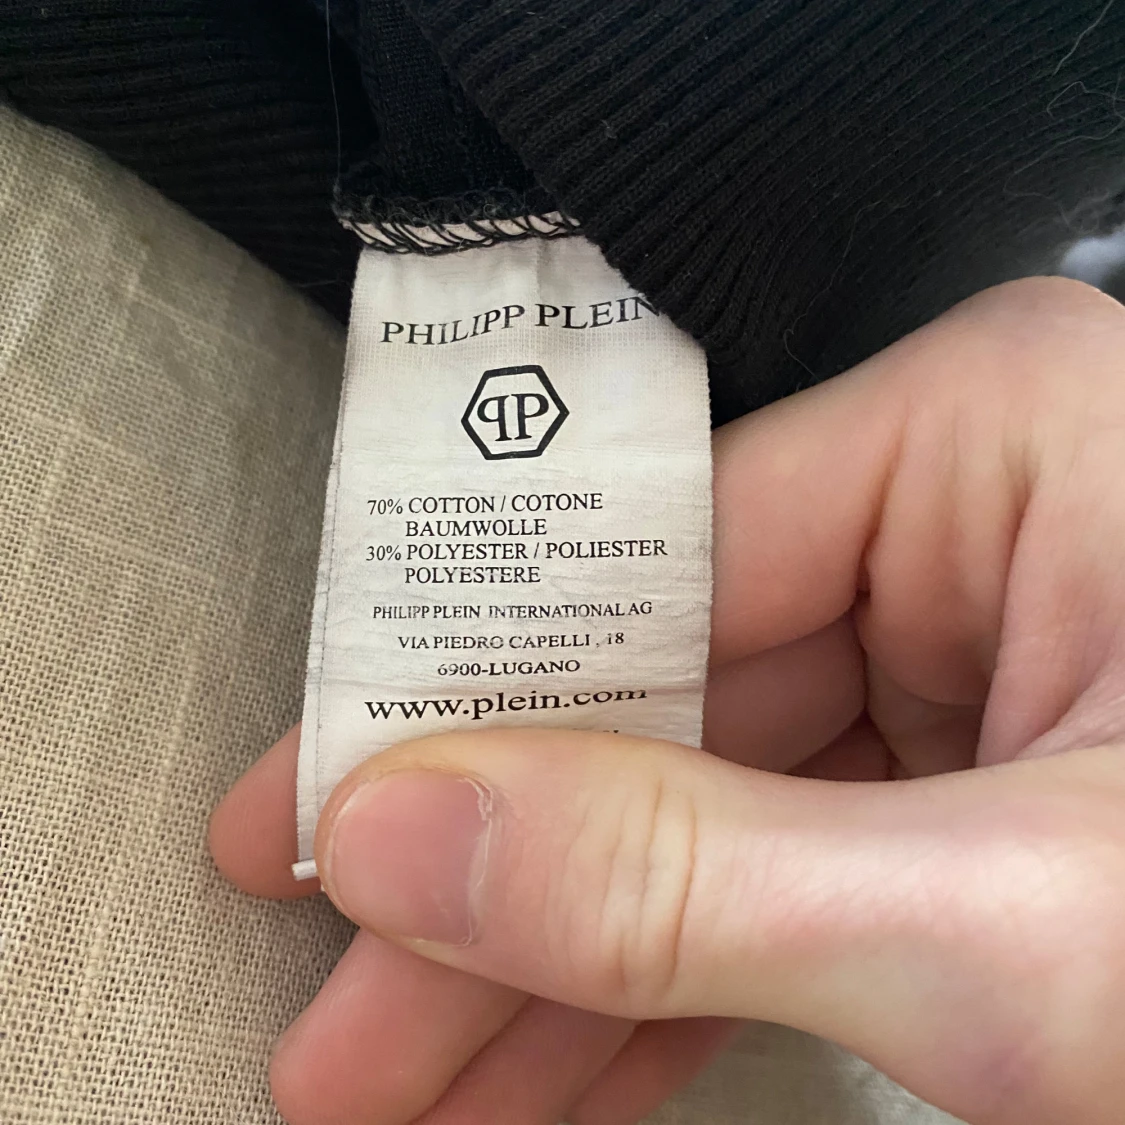 PHILIPP PLEIN
PP
70% COTTON / COTONE
BAUMWOLLE
30% POLYESTER / POLIESTER
POLYESTERE
PHILIPP PLEIN INTERNATIONAL AG
VIA PIEDRO CAPELLI , 18
6900-LUGANO
www.plein.com